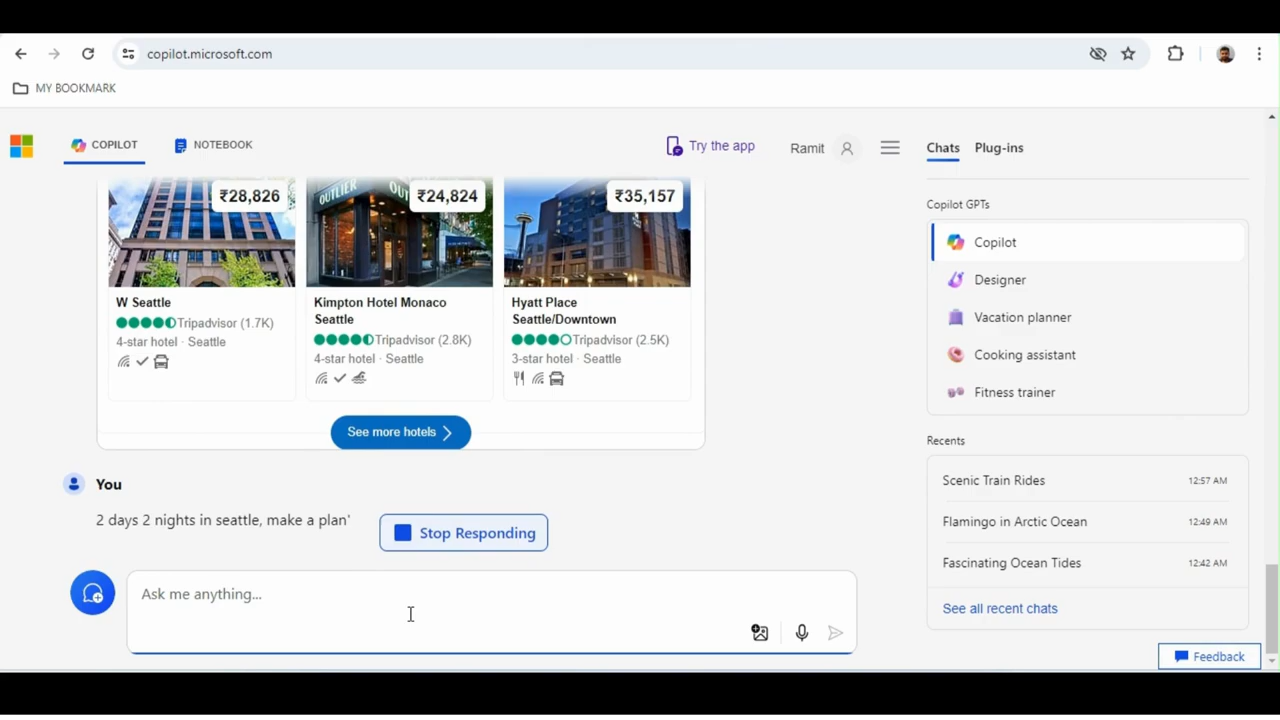 copilot.microsoft.com
MY BOOKMARK
COPILOT
NOTEBOOK
Try the app
Ramit
Chats
Plug-ins
₹28,826
OUTLIER
₹24,824
₹35,157
W Seattle
Tripadvisor (1.7K)
4-star hotel · Seattle
Kimpton Hotel Monaco
Seattle
Tripadvisor (2.8K)
4-star hotel · Seattle
Hyatt Place
Seattle/Downtown
Tripadvisor (2.5K)
3-star hotel · Seattle
See more hotels
You
2 days 2 nights in seattle, make a plan'
Stop Responding
Ask me anything...
Copilot GPTs
Copilot
Designer
Vacation planner
Cooking assistant
Fitness trainer
Recents
Scenic Train Rides 12:57 AM
Flamingo in Arctic Ocean 12:49 AM
Fascinating Ocean Tides 12:42 AM
See all recent chats
Feedback